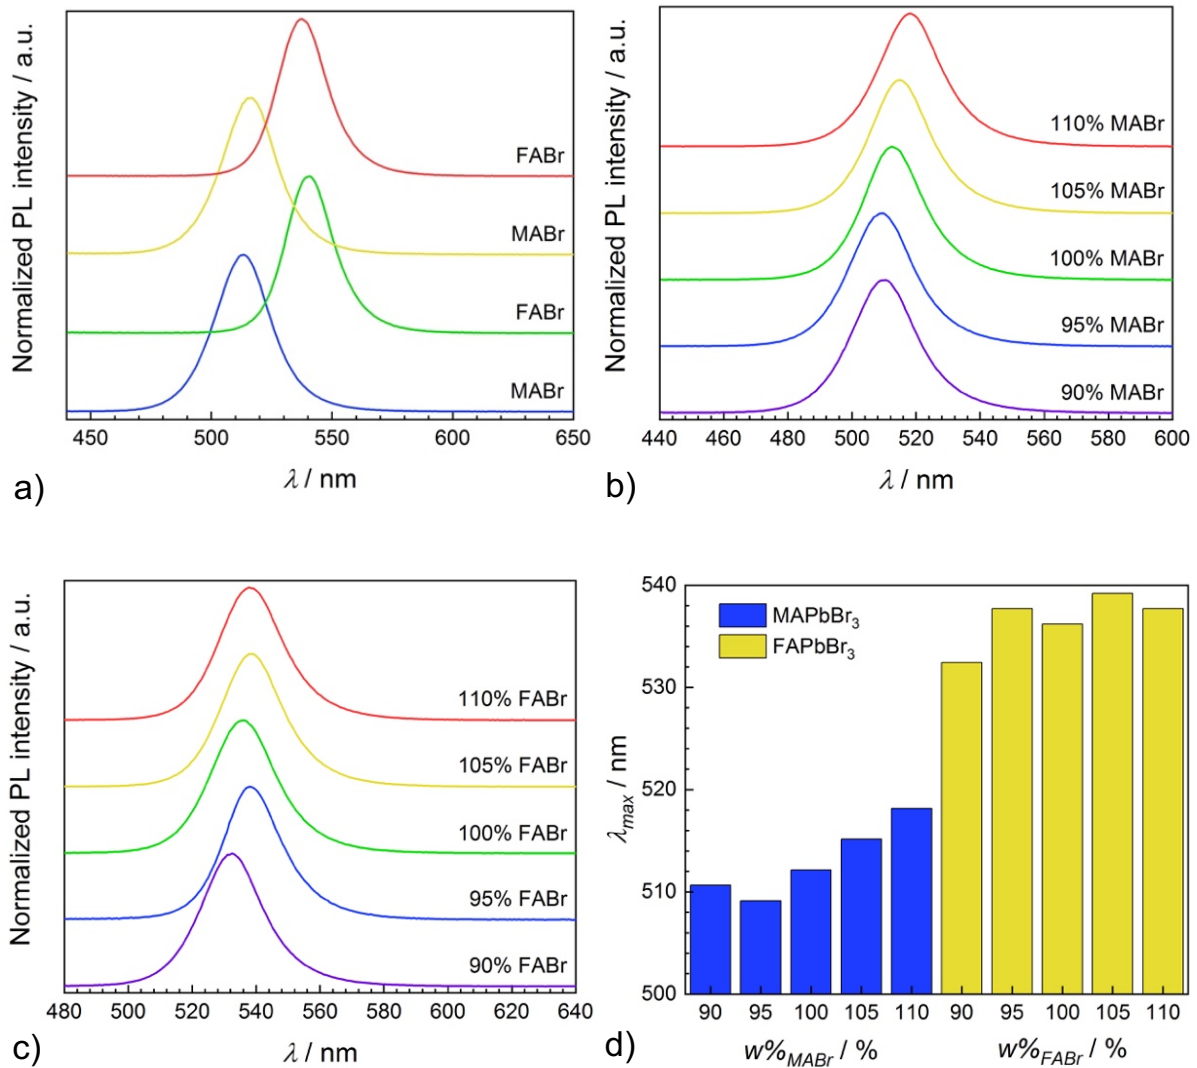 Normalized PL intensity / a.u.
FABr
MABr
FABr
MABr
450 500 550 600 650
λ / nm
a)
Normalized PL intensity / a.u.
110% MABr
105% MABr
100% MABr
95% MABr
90% MABr
440 460 480 500 520 540 560 580 600
λ / nm
b)
Normalized PL intensity / a.u.
110% FABr
105% FABr
100% FABr
95% FABr
90% FABr
480 500 520 540 560 580 600 620 640
λ / nm
c)
λmax / nm
540
530
520
510
500
MAPbBr3
FAPbBr3
90 95 100 105 110 90 95 100 105 110
w%MABr / % w%FABr / %
d)